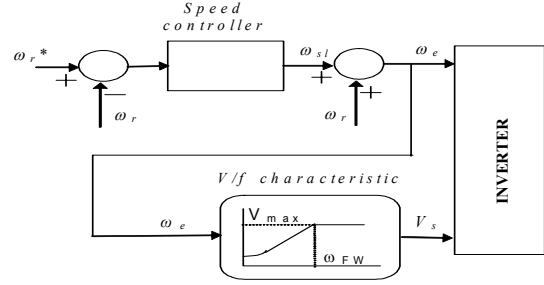 Speed
controller
ω r *
+
−
ω r
ω sl
+
+
ω r
ω e
INVERTER
V/f characteristic
ω e
V max
ω FW
V s